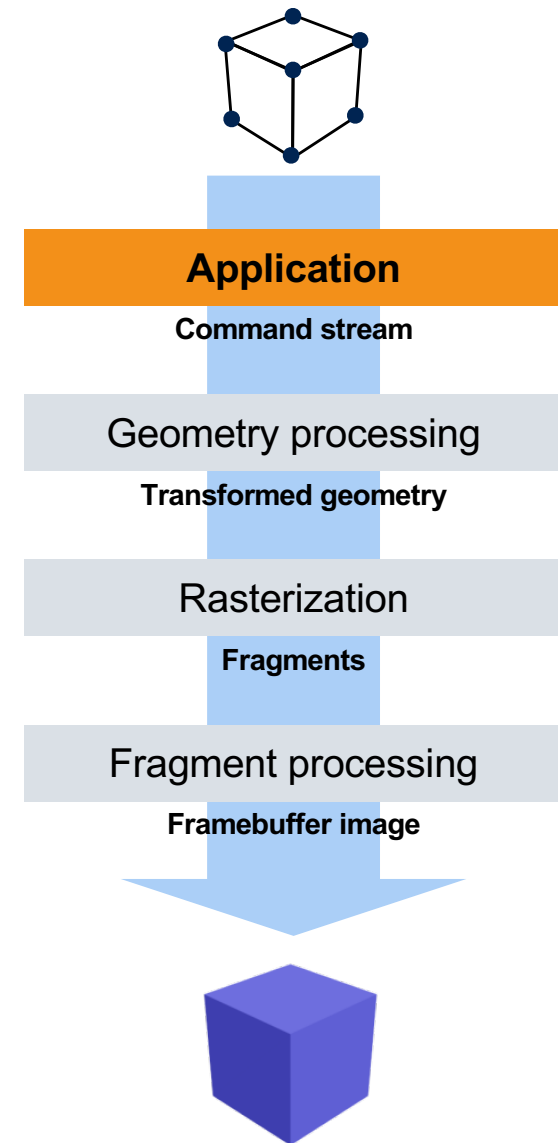 Application
Command stream
Geometry processing
Transformed geometry
Rasterization
Fragments
Fragment processing
Framebuffer image